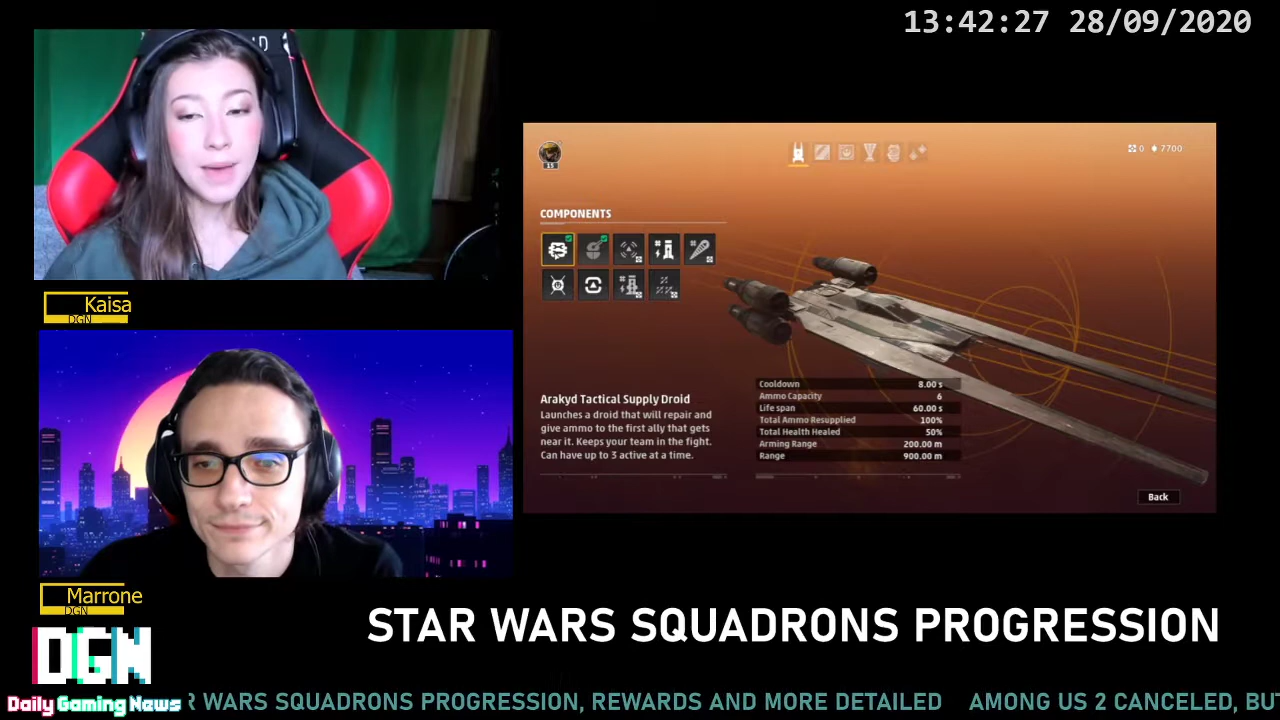 13:42:27 28/09/2020
Kaisa
DGN
15
0 7700
COMPONENTS
Arakyd Tactical Supply Droid
Launches a droid that will repair and
give ammo to the first ally that gets
near it. Keeps your team in the fight.
Can have up to 3 active at a time.
Cooldown 8.00 s
Ammo Capacity 6
Life span 60.00 s
Total Ammo Resupplied 100%
Total Health Healed 50%
Arming Range 200.00 m
Range 900.00 m
Back
Marrone
DGN
STAR WARS SQUADRONS PROGRESSION
DGN
Daily Gaming News
R WARS SQUADRONS PROGRESSION, REWARDS AND MORE DETAILED AMONG US 2 CANCELED, BUT